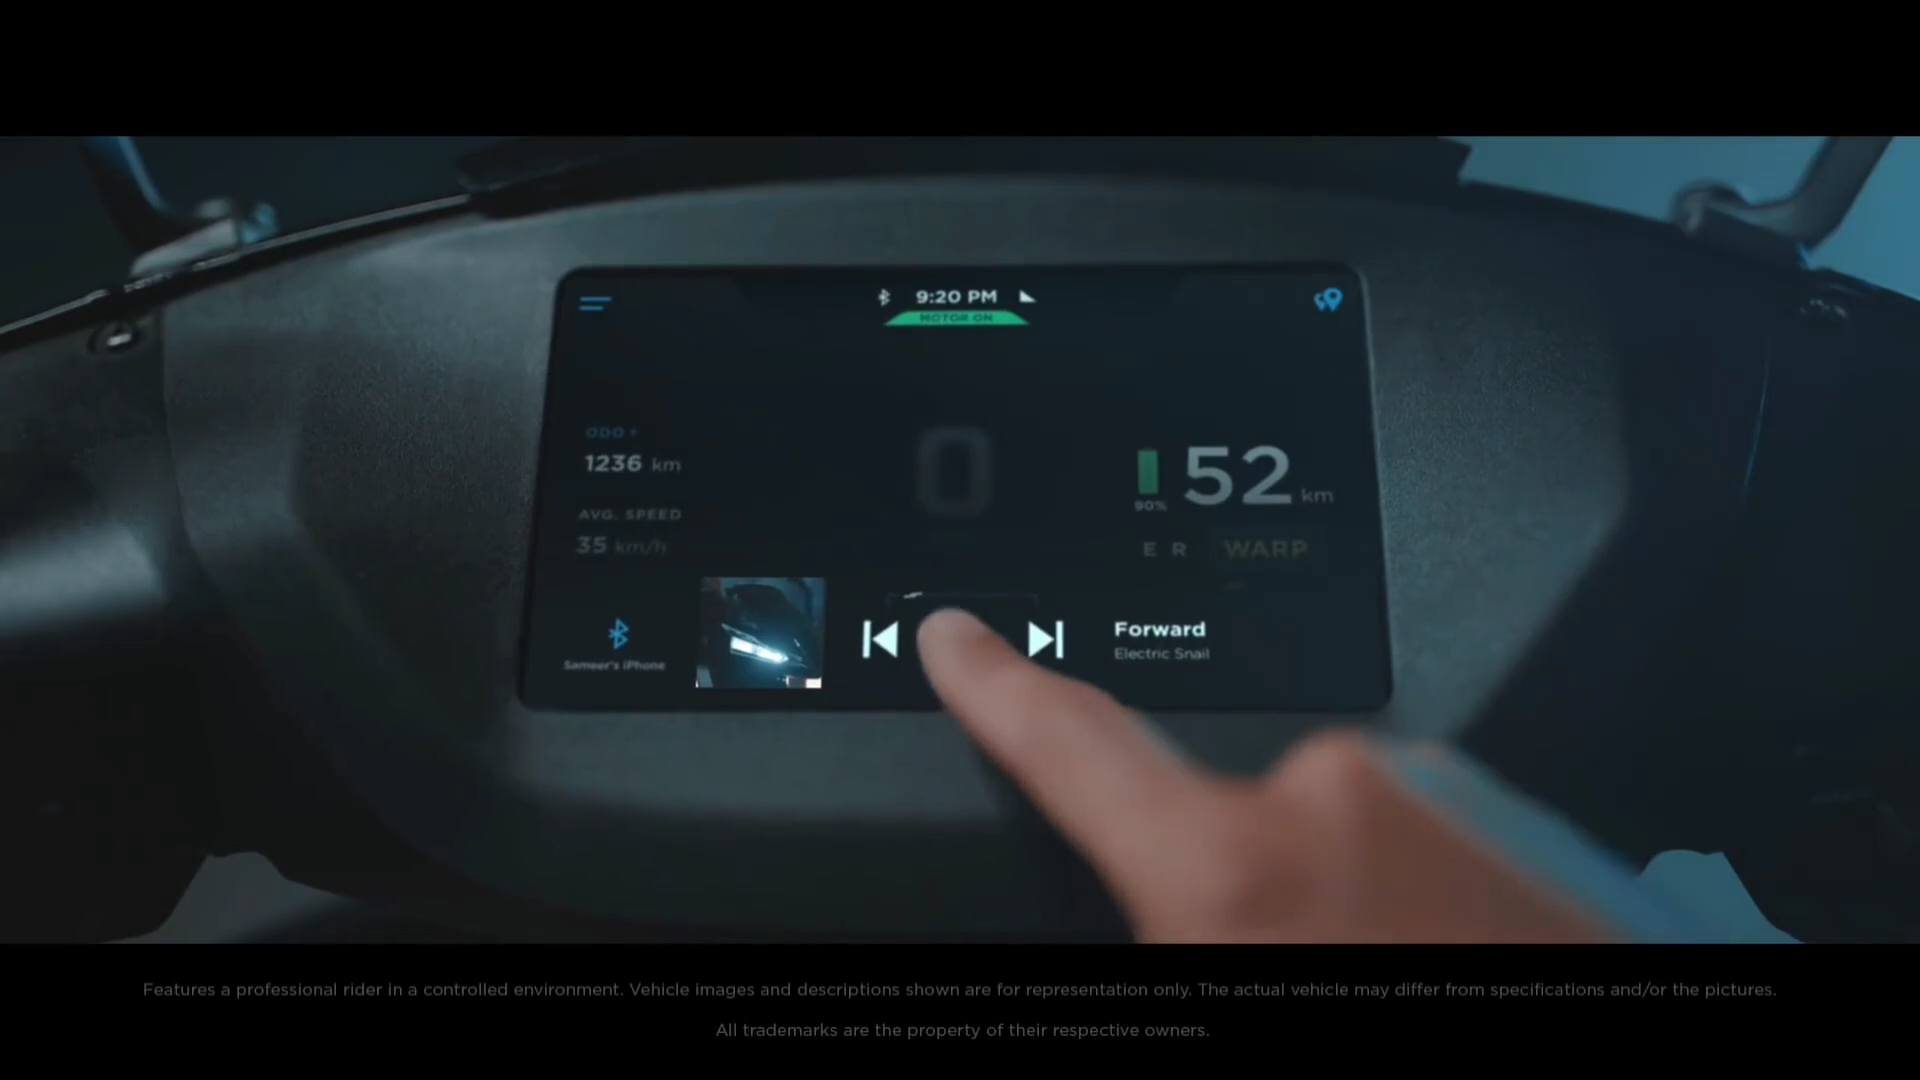 9:20 PM
MOTOR ON
ODO
1236 km
0
52 km
90%
AVG. SPEED
35 km/h
E R WARP
Sameer's iPhone
Forward
Electric Snail
Features a professional rider in a controlled environment. Vehicle images and descriptions shown are for representation only. The actual vehicle may differ from specifications and/or the pictures.
All trademarks are the property of their respective owners.